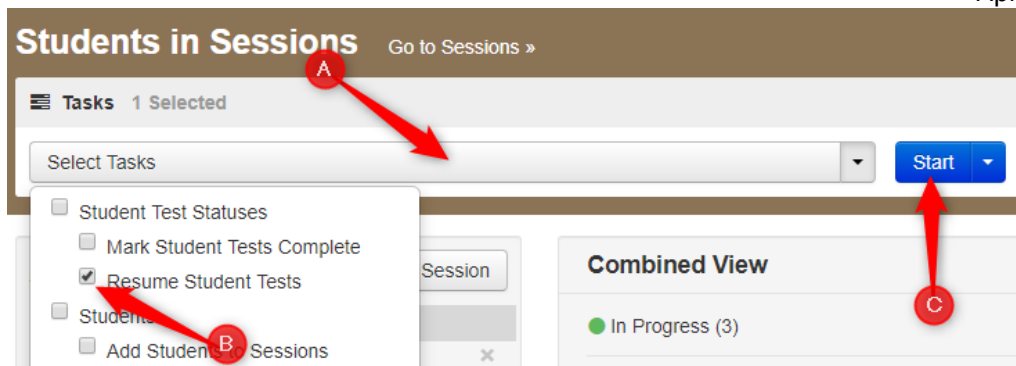 Students in Sessions Go to Sessions »
A
Tasks 1 Selected
Select Tasks
Start
Student Test Statuses
Mark Student Tests Complete
Resume Student Tests
Session
Combined View
Students
In Progress (3)
C
B
Add Students to Sessions